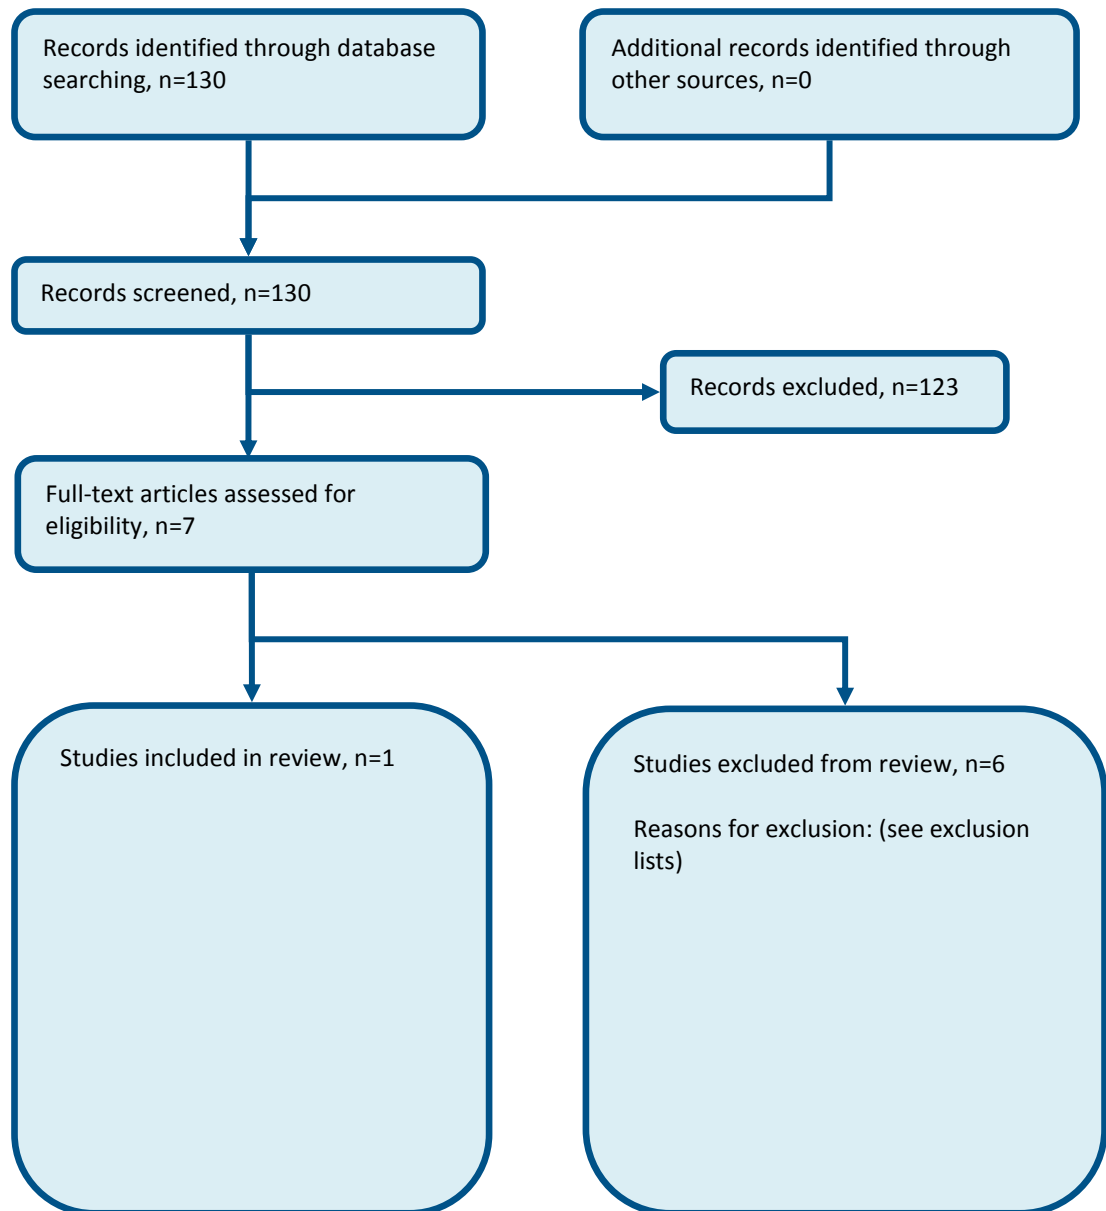 Records identified through database
searching, n=130
Additional records identified through
other sources, n=0
Records screened, n=130
Records excluded, n=123
Full-text articles assessed for
eligibility, n=7
Studies included in review, n=1
Studies excluded from review, n=6
Reasons for exclusion: (see exclusion
lists)